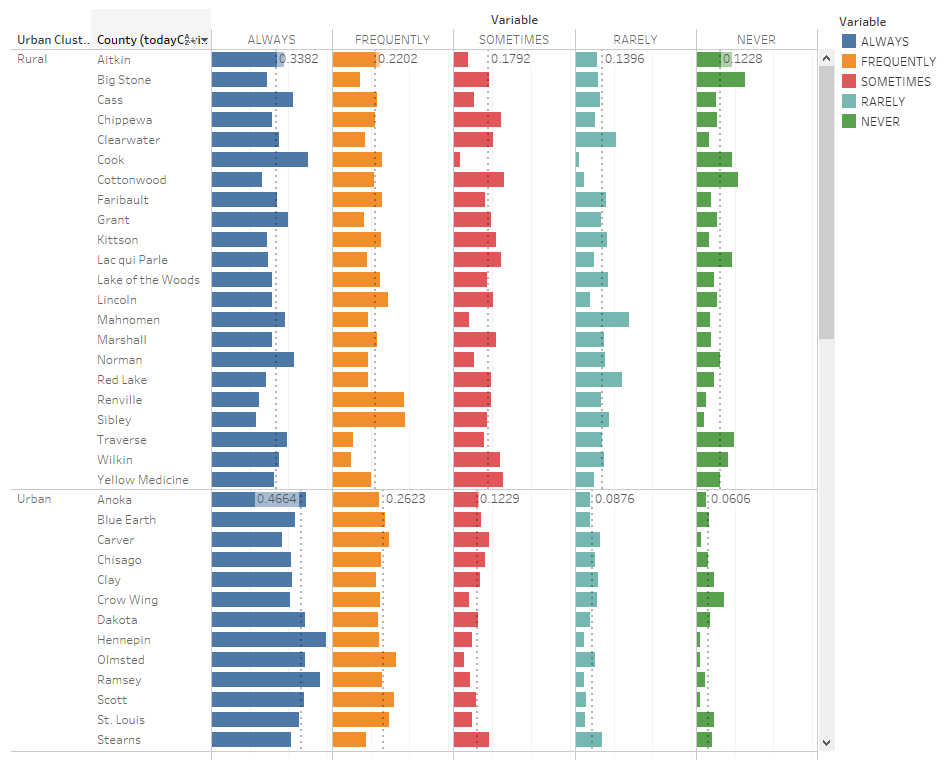 Variable
Urban Clust.. County (todayC ix ALWAYS FREQUENTLY SOMETIMES RARELY NEVER
Rural Aitkin 0.3382 0.2202 0.1792 0.1396 0.1228
Big Stone
Cass
Chippewa
Clearwater
Cook
Cottonwood
Faribault
Grant
Kittson
Lac qui Parle
Lake of the Woods
Lincoln
Mahnomen
Marshall
Norman
Red Lake
Renville
Sibley
Traverse
Wilkin
Yellow Medicine
Urban Anoka 0.4664 0.2623 0.1229 0.0876 0.0606
Blue Earth
Carver
Chisago
Clay
Crow Wing
Dakota
Hennepin
Olmsted
Ramsey
Scott
St. Louis
Stearns
Variable
ALWAYS
FREQUENTLY
SOMETIMES
RARELY
NEVER